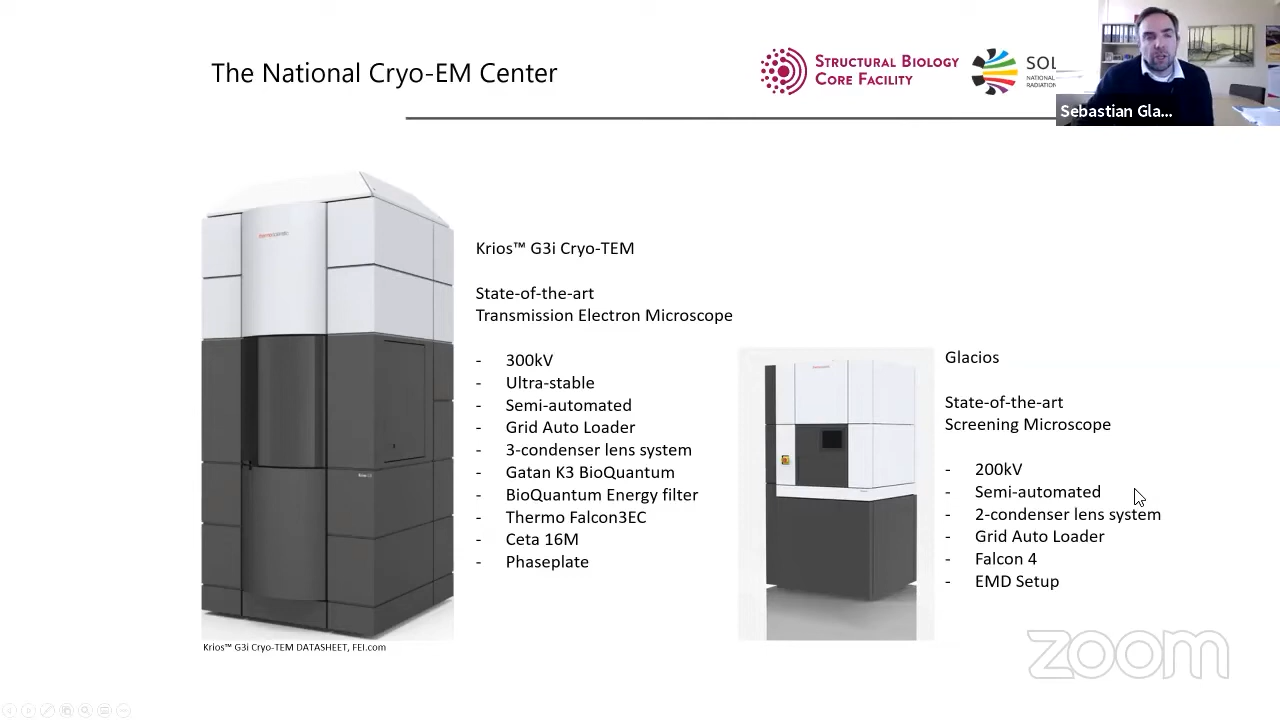 The National Cryo-EM Center
STRUCTURAL BIOLOGY
CORE FACILITY
SOL
NATIONAL
RADIATION
Sebastian Gla...
Krios™ G3i Cryo-TEM
State-of-the-art
Transmission Electron Microscope
- 300kV
- Ultra-stable
- Semi-automated
- Grid Auto Loader
- 3-condenser lens system
- Gatan K3 BioQuantum
- BioQuantum Energy filter
- Thermo Falcon3EC
- Ceta 16M
- Phaseplate
Krios™ G3i Cryo-TEM DATASHEET, FEI.com
Glacios
State-of-the-art
Screening Microscope
- 200kV
- Semi-automated
- 2-condenser lens system
- Grid Auto Loader
- Falcon 4
- EMD Setup
zoom